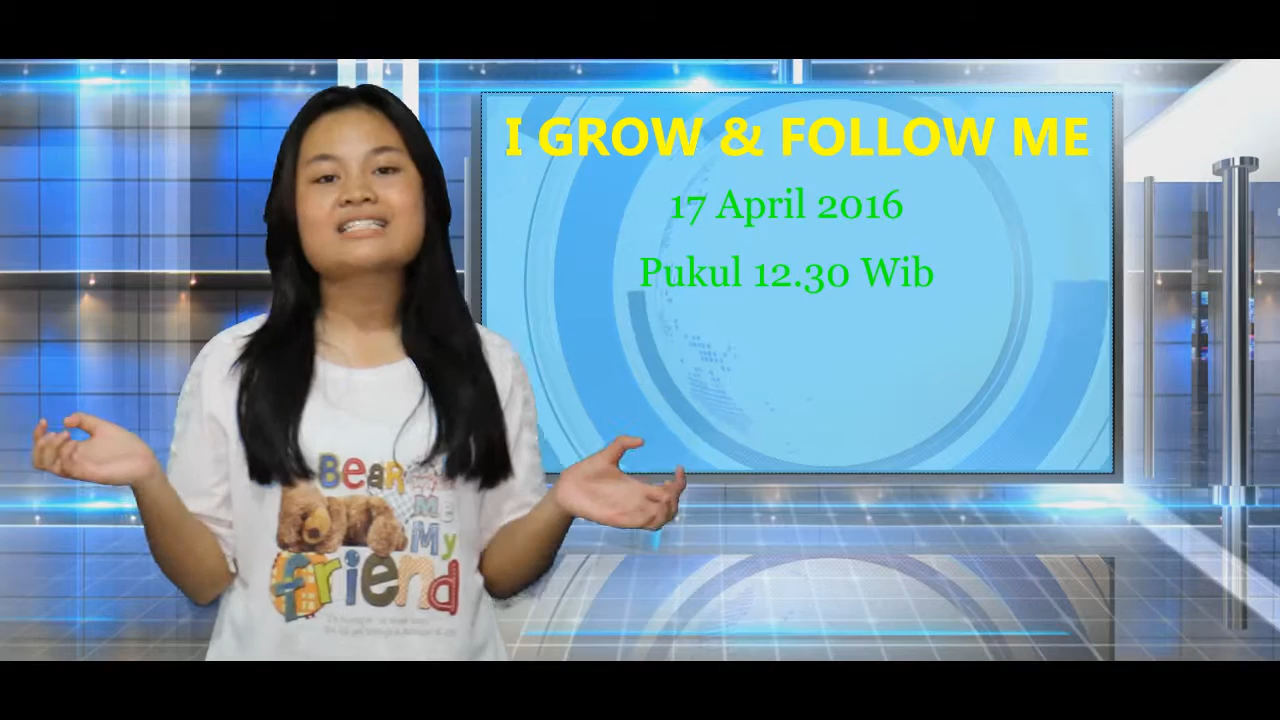 I GROW & FOLLOW ME
17 April 2016
Pukul 12.30 Wib
Bear
Me
My
friend